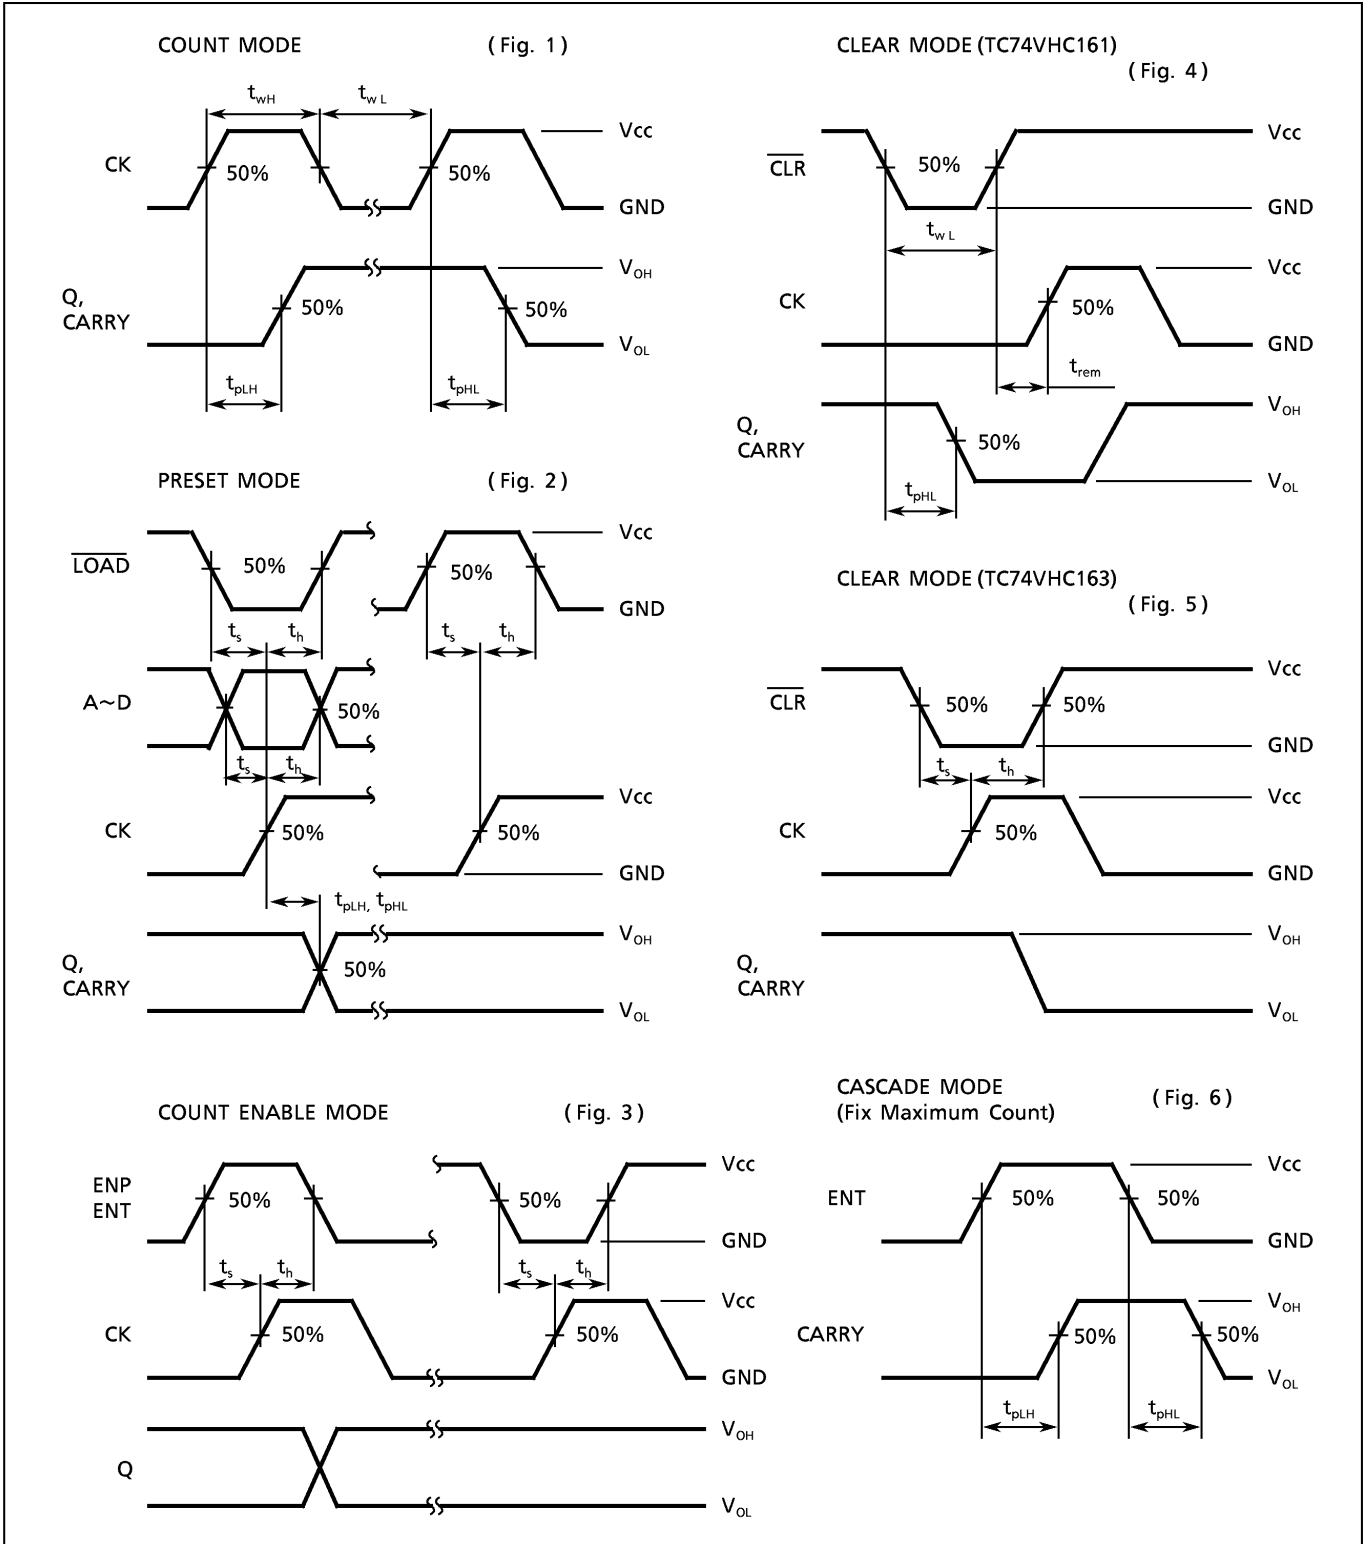 COUNT MODE (Fig. 1)
twH twL
CK 50% 50% Vcc
GND
Q,
CARRY 50% 50% VOH
VOL
tpLH tpHL
PRESET MODE (Fig. 2)
LOAD 50% 50% Vcc
GND
ts th ts th
A~D 50%
ts th
CK 50% 50% Vcc
GND
tpLH, tpHL
Q,
CARRY 50% VOH
VOL
COUNT ENABLE MODE (Fig. 3)
ENP
ENT 50% 50% Vcc
GND
ts th ts th
CK 50% 50% Vcc
GND
Q VOH
VOL
CLEAR MODE (TC74VHC161)
(Fig. 4)
CLR 50% Vcc
GND
twL
CK 50% Vcc
GND
trem
Q,
CARRY 50% VOH
VOL
tpHL
CLEAR MODE (TC74VHC163)
(Fig. 5)
CLR 50% 50% Vcc
GND
ts th
CK 50% Vcc
GND
Q,
CARRY VOH
VOL
CASCADE MODE
(Fix Maximum Count) (Fig. 6)
ENT 50% 50% Vcc
GND
CARRY 50% 50% VOH
VOL
tpLH tpHL